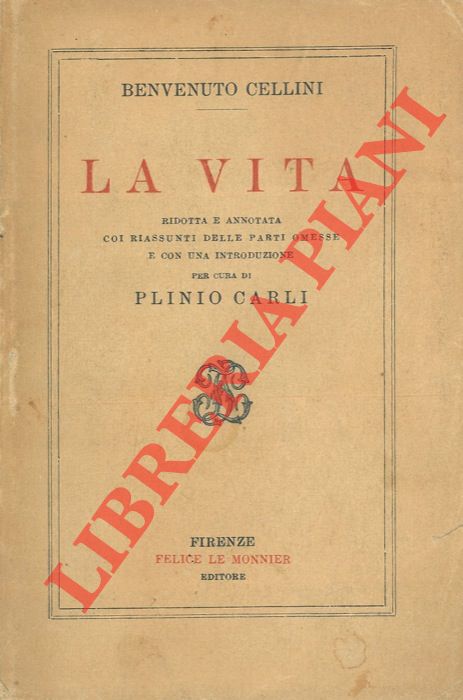 BENVENUTO CELLINI
LA VITA
RIDOTTA E ANNOTATA
COI RIASSUNTI DELLE PARTI OMESSE
E CON UNA INTRODUZIONE
PER CURA DI
PLINIO CARLI
FIRENZE
FELICE LE MONNIER
EDITORE
LIBRERIA PIANI